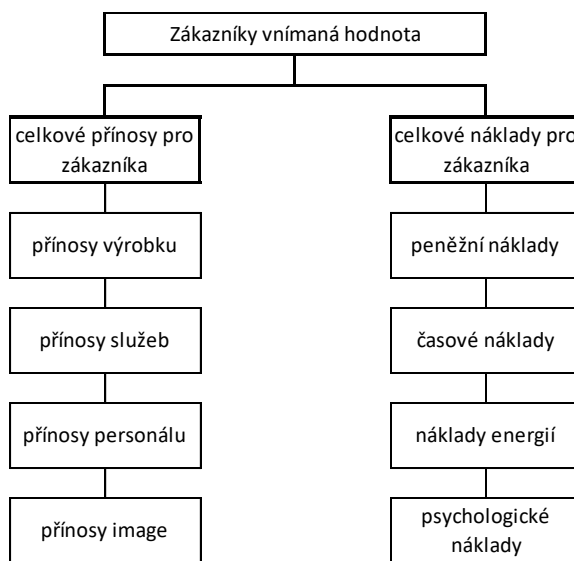 Zákazníky vnímaná hodnota
celkové přínosy pro
zákazníka
přínosy výrobku
přínosy služeb
přínosy personálu
přínosy image
celkové náklady pro
zákazníka
peněžní náklady
časové náklady
náklady energií
psychologické
náklady